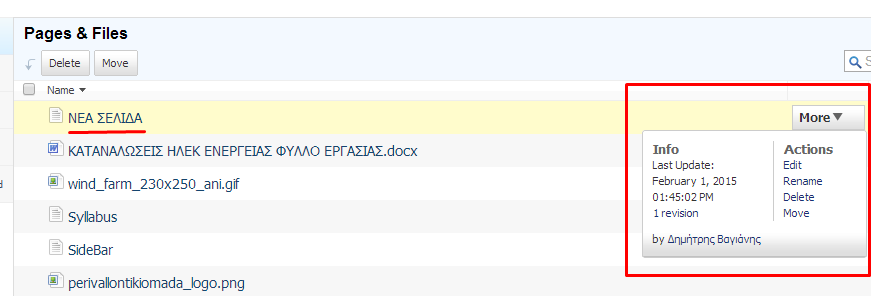 Pages & Files
Delete Move
Name
ΝΕΑ ΣΕΛΙΔΑ
More
ΚΑΤΑΝΑΛΩΣΕΙΣ ΗΛΕΚ ΕΝΕΡΓΕΙΑΣ ΦΥΛΛΟ ΕΡΓΑΣΙΑΣ.docx
wind_farm_230x250_ani.gif
Syllabus
SideBar
perivallontikiomada_logo.png
Info
Last Update:
February 1, 2015
01:45:02 PM
1 revision
by Δημήτρης Βαγιάνης
Actions
Edit
Rename
Delete
Move